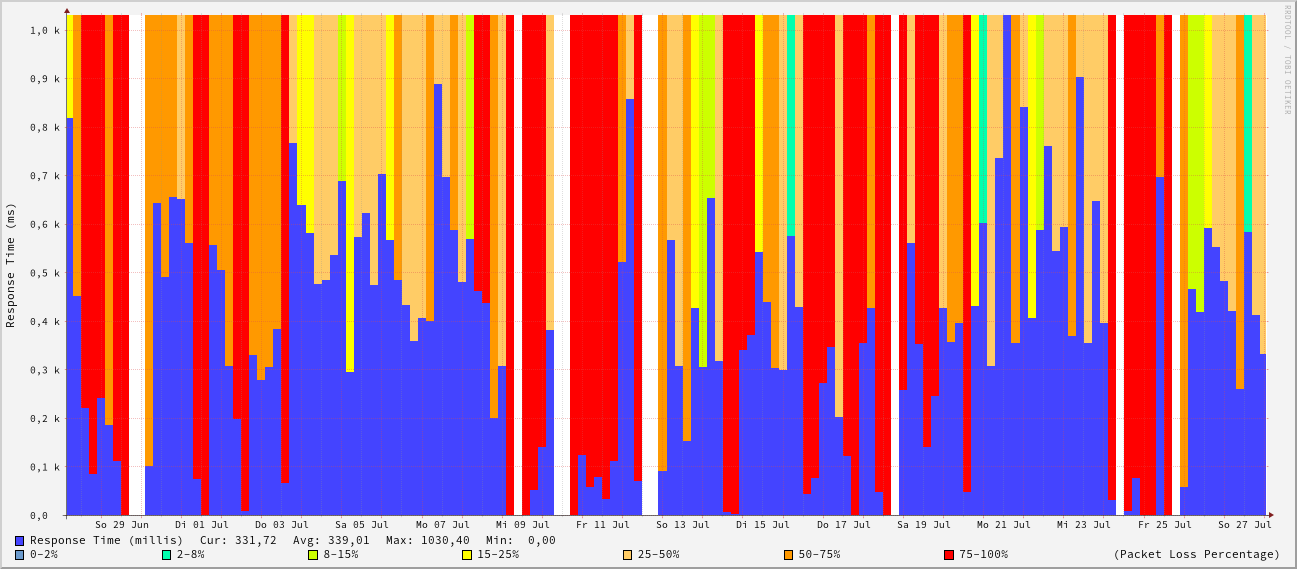 RRDTOOL / TOBI OETIKER
Response Time (ms)
1,0 k
0,9 k
0,8 k
0,7 k
0,6 k
0,5 k
0,4 k
0,3 k
0,2 k
0,1 k
0,0
So 29 Jun Di 01 Jul Do 03 Jul Sa 05 Jul Mo 07 Jul Mi 09 Jul Fr 11 Jul So 13 Jul Di 15 Jul Do 17 Jul Sa 19 Jul Mo 21 Jul Mi 23 Jul Fr 25 Jul So 27 Jul
Response Time (millis) Cur: 331,72 Avg: 339,01 Max: 1030,40 Min: 0,00
0-2% 2-8% 8-15% 15-25% 25-50% 50-75% 75-100% (Packet Loss Percentage)